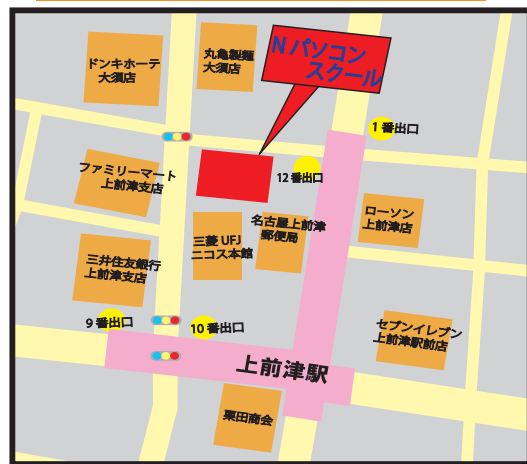 ドンキホーテ
大須店
丸亀製麺
大須店
Nパソコン
スクール
1番出口
ファミリーマート
上前津支店
12番出口
ローソン
上前津店
三菱UFJ
ニコス本館
名古屋上前津
郵便局
三井住友銀行
上前津支店
9番出口
10番出口
セブンイレブン
上前津駅前店
上前津駅
栗田商会